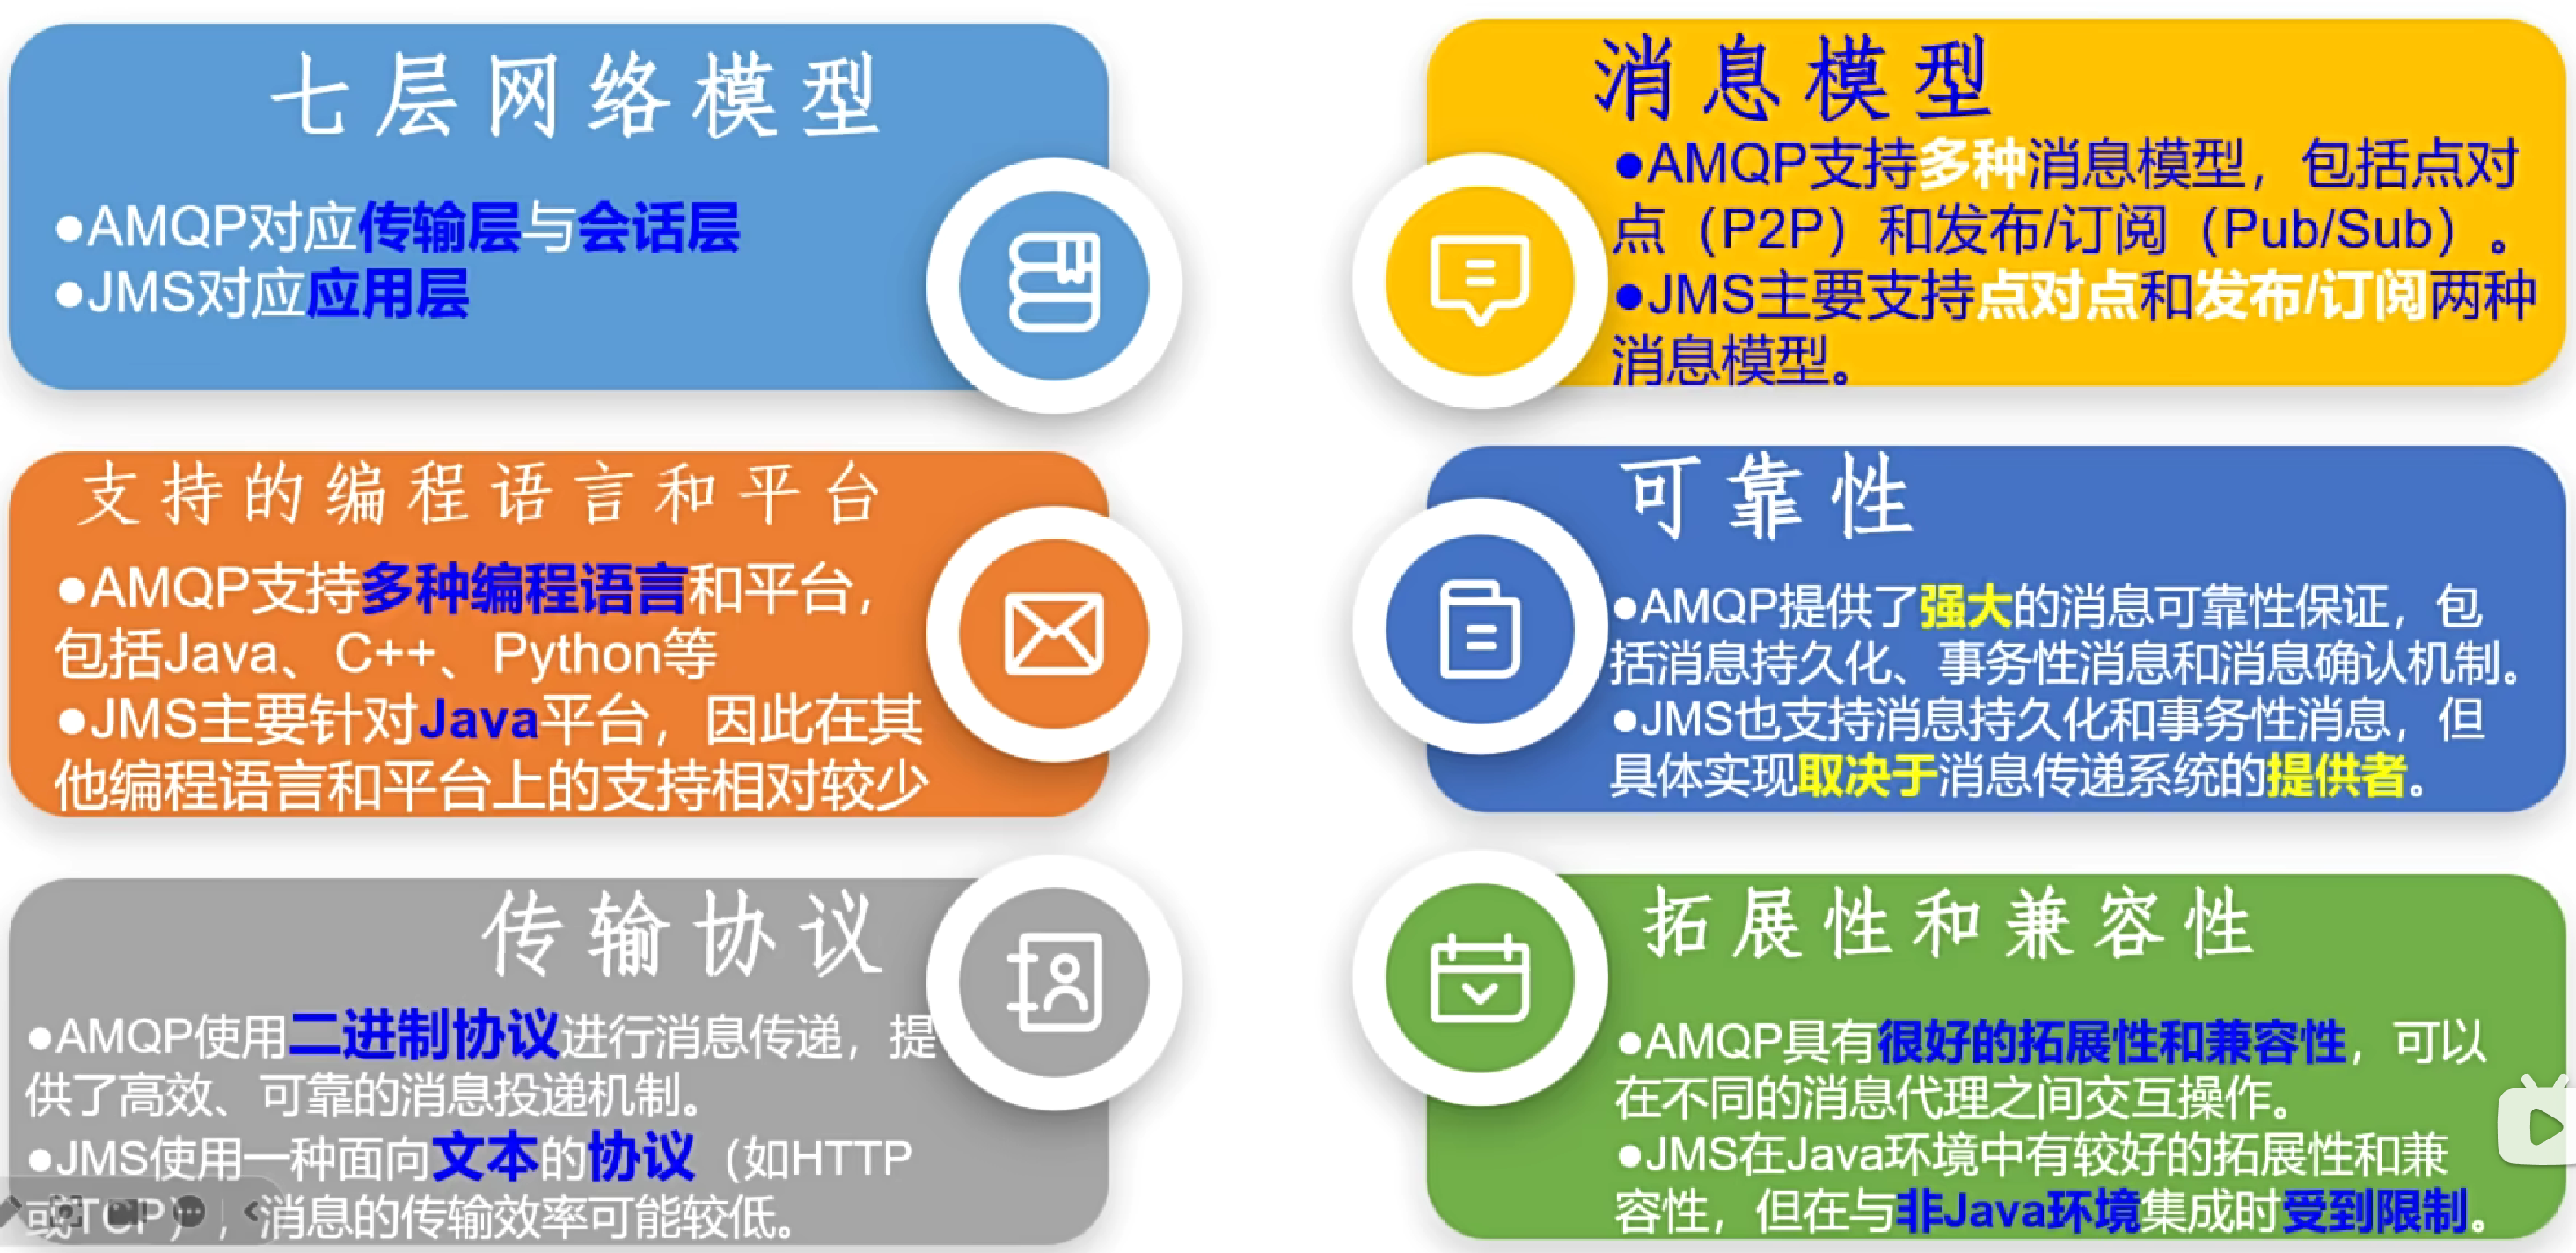 七层网络模型
●AMQP对应传输层与会话层
●JMS对应应用层
消息模型
●AMQP支持多种消息模型，包括点对
点（P2P）和发布/订阅（Pub/Sub）。
●JMS主要支持点对点和发布/订阅两种
消息模型。
支持的编程语言和平台
●AMQP支持多种编程语言和平台，
包括Java、C++、Python等
●JMS主要针对Java平台，因此在其
他编程语言和平台上的支持相对较少
可靠性
●AMQP提供了强大的消息可靠性保证，包
括消息持久化、事务性消息和消息确认机制。
●JMS也支持消息持久化和事务性消息，但
具体实现取决于消息传递系统的提供者。
传输协议
●AMQP使用二进制协议进行消息传递，提
供了高效、可靠的消息投递机制。
●JMS使用一种面向文本的协议（如HTTP
或TCP），消息的传输效率可能较低。
拓展性和兼容性
●AMQP具有很好的拓展性和兼容性，可以
在不同的消息代理之间交互操作。
●JMS在Java环境中有较好的拓展性和兼
容性，但在与非Java环境集成时受到限制。